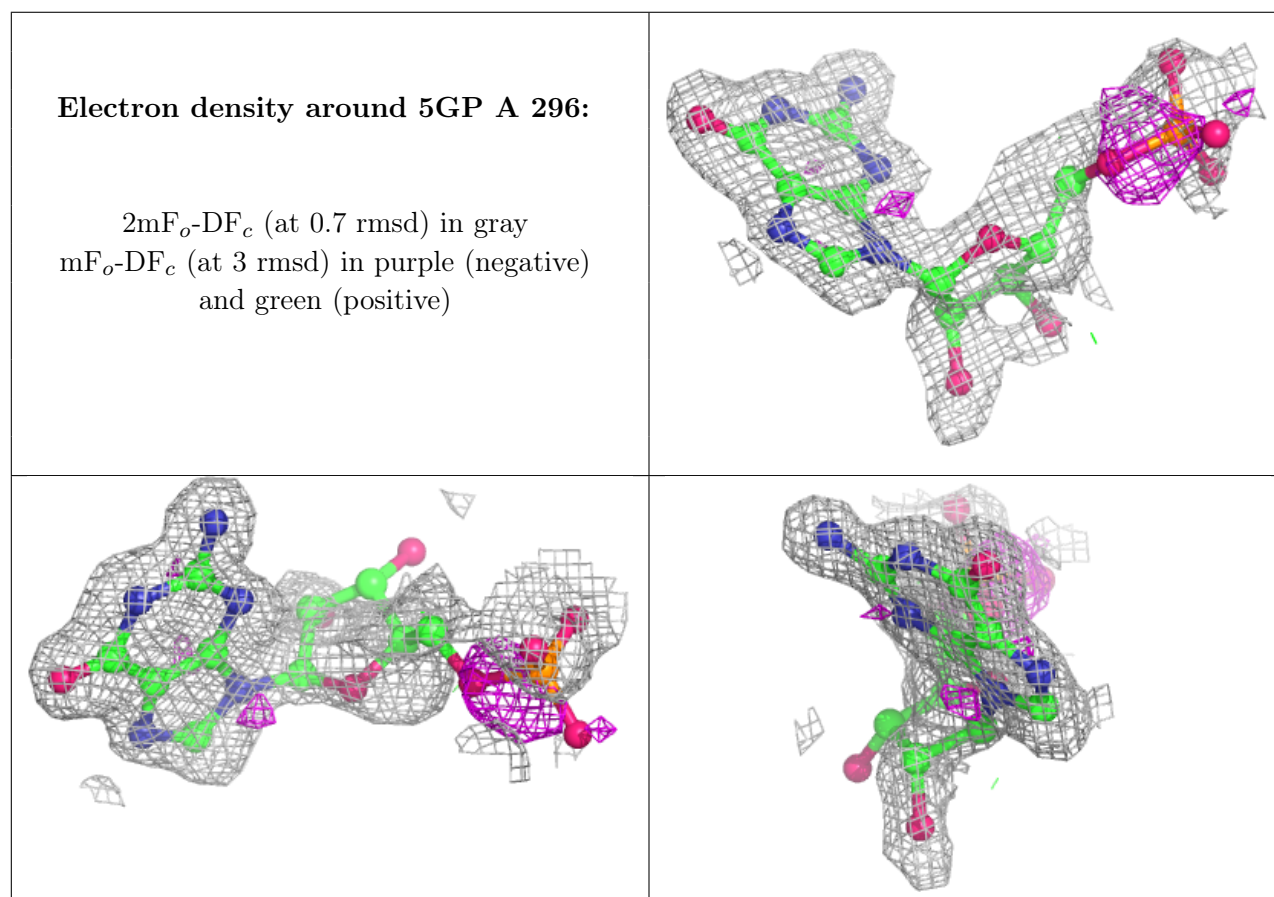 Electron density around 5GP A 296:
2mFₒ-DF𝑐 (at 0.7 rmsd) in gray
mFₒ-DF𝑐 (at 3 rmsd) in purple (negative)
and green (positive)